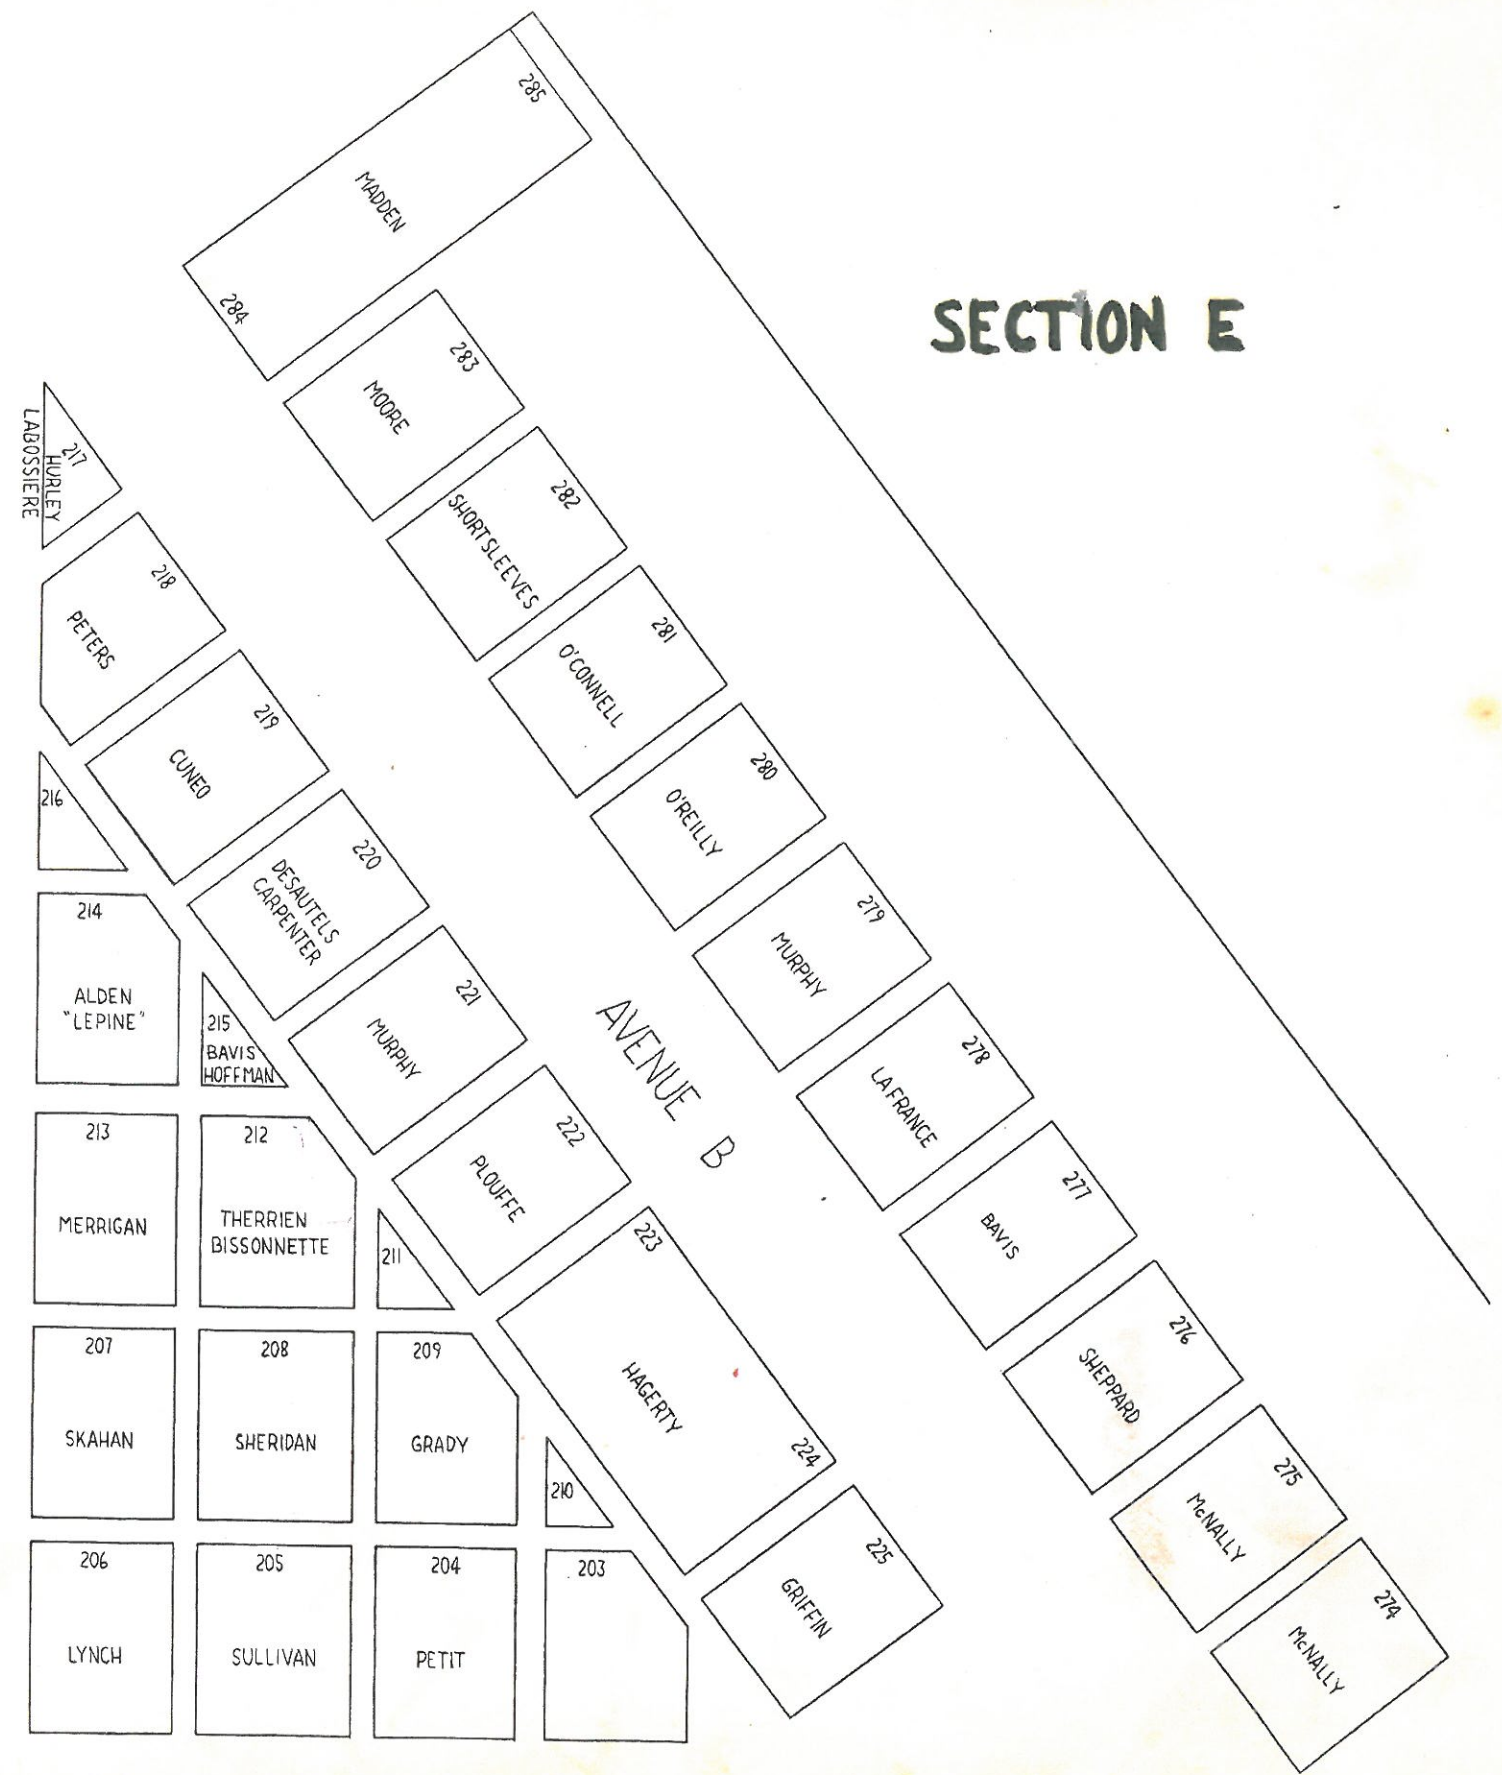 SECTION E
285
MADDEN
284
283
MOORE
282
SHORTSLEEVES
281
O'CONNELL
280
O'REILLY
279
MURPHY
278
LAFRANCE
277
BAVIS
276
SHEPPARD
275
McNALLY
274
McNALLY
AVENUE B
217
HURLEY
LABOSSIERE
218
PETERS
219
CUNEO
220
DESAUTELS
CARPENTER
221
MURPHY
222
PLOUFFE
223
HAGERTY
224
225
GRIFFIN
216
214
ALDEN
"LEPINE"
215
BAVIS
HOFFMAN
213
MERRIGAN
212
THERRIEN
BISSONNETTE
211
207
SKAHAN
208
SHERIDAN
209
GRADY
210
206
LYNCH
205
SULLIVAN
204
PETIT
203